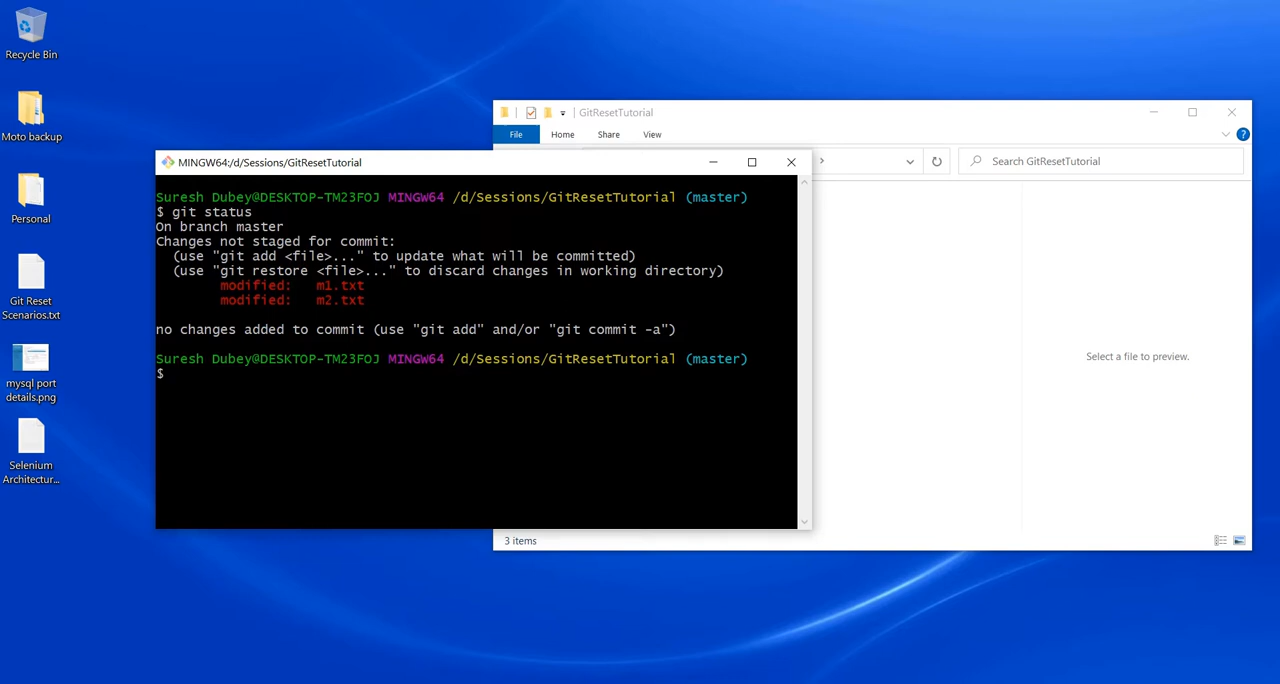 Recycle Bin
Moto backup
Personal
Git Reset
Scenarios.txt
mysql port
details.png
Selenium
Architectur...
GitResetTutorial
File Home Share View
Search GitResetTutorial
Select a file to preview.
3 items
MINGW64:/d/Sessions/GitResetTutorial
Suresh Dubey@DESKTOP-TM23FOJ MINGW64 /d/Sessions/GitResetTutorial (master)
$ git status
On branch master
Changes not staged for commit:
(use "git add <file>..." to update what will be committed)
(use "git restore <file>..." to discard changes in working directory)
modified: m1.txt
modified: m2.txt
no changes added to commit (use "git add" and/or "git commit -a")
Suresh Dubey@DESKTOP-TM23FOJ MINGW64 /d/Sessions/GitResetTutorial (master)
$